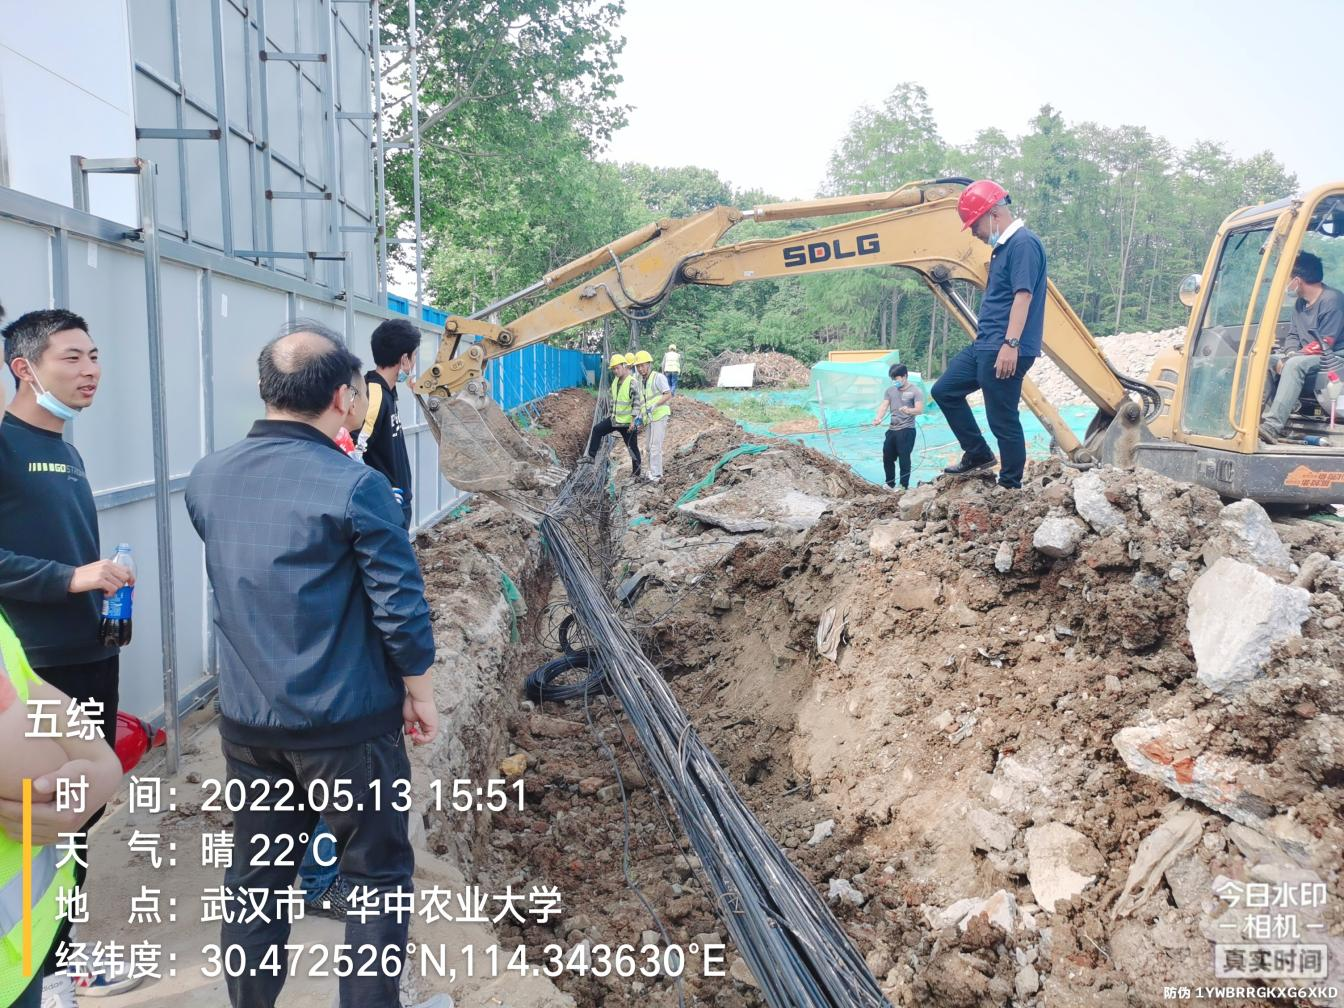 SDLG
五综
时 间：2022.05.13 15:51
天 气：晴 22°C
地 点：武汉市·华中农业大学
经纬度：30.472526°N,114.343630°E
今日水印
-相机-
真实时间
防伪 1YWBRRGKXG6XKD